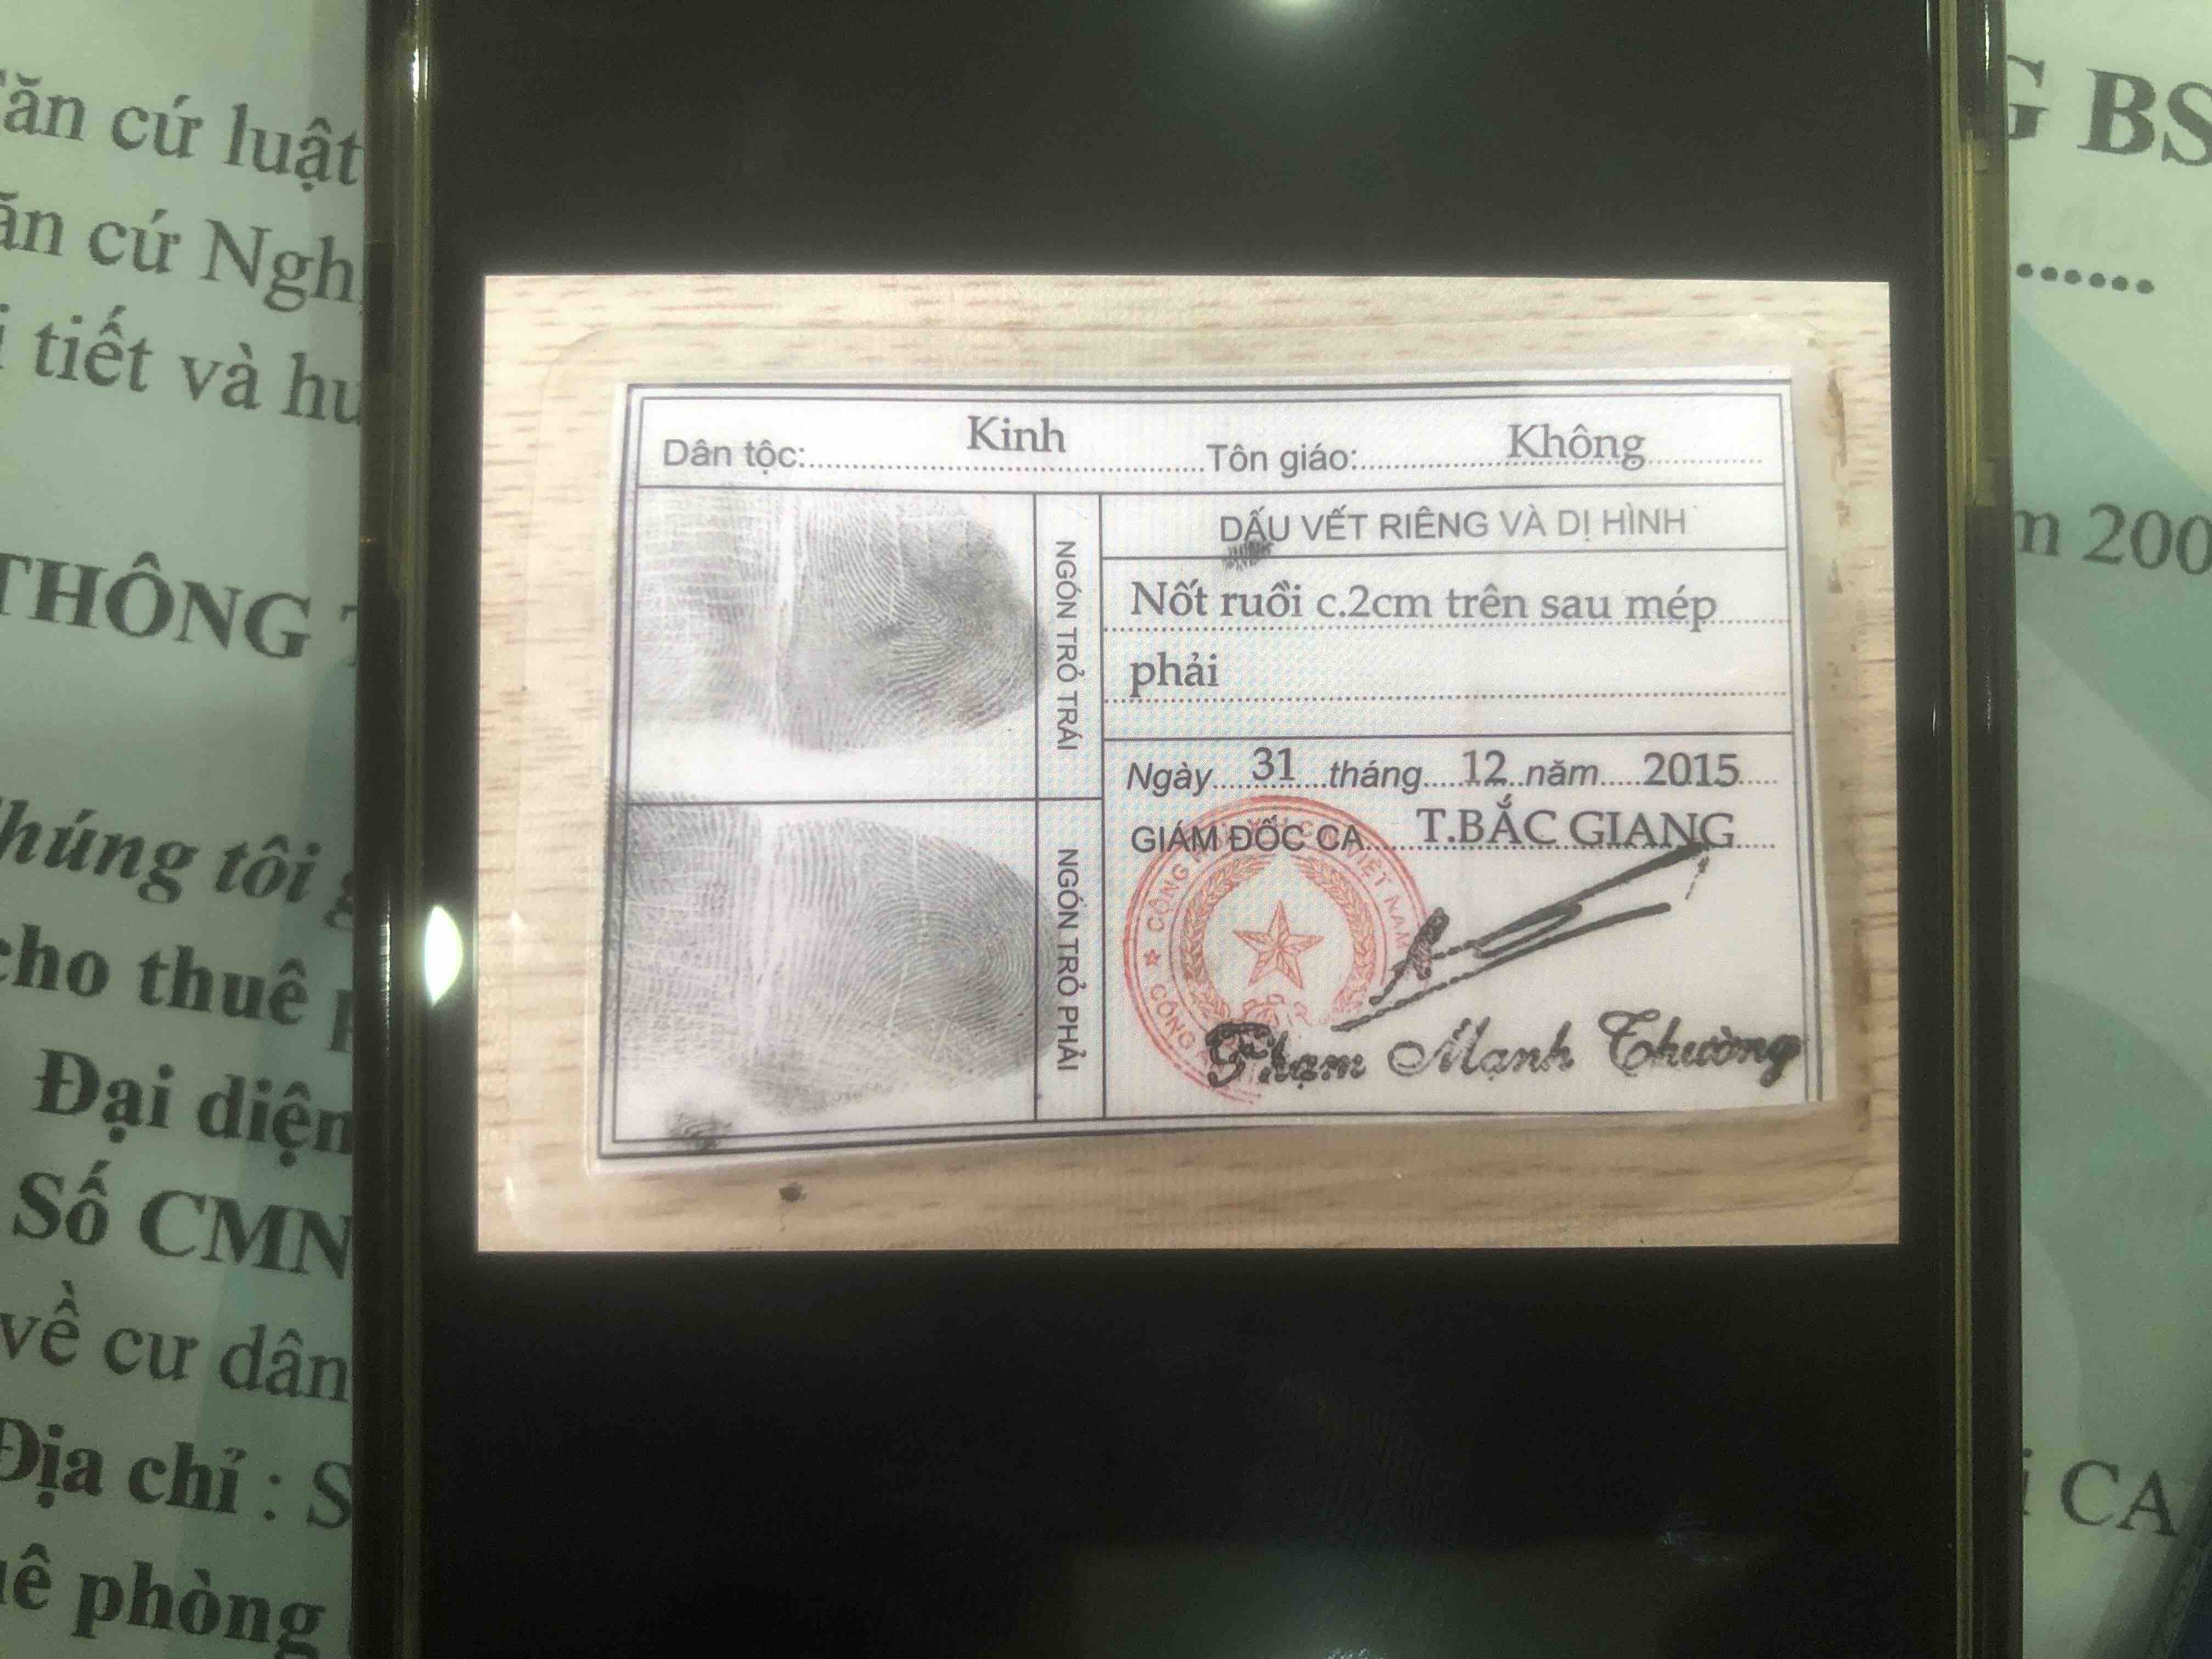 ăn cứ luật
ăn cứ Ngh
i tiết và hư
THÔNG T
húng tôi g
cho thuê p
Đại diện
Số CMN
về cư dân
Địa chỉ : S
uê phòng
Dân tộc: Kinh Tôn giáo: Không
NGÓN TRỎ TRÁI
NGÓN TRỎ PHẢI
DẤU VẾT RIÊNG VÀ DỊ HÌNH
Nốt ruồi c.2cm trên sau mép
phải
Ngày 31 tháng 12 năm 2015
GIÁM ĐỐC CA T.BẮC GIANG
VIỆT NAM
Phạm Mạnh Thường
G BS
m 200
i CA